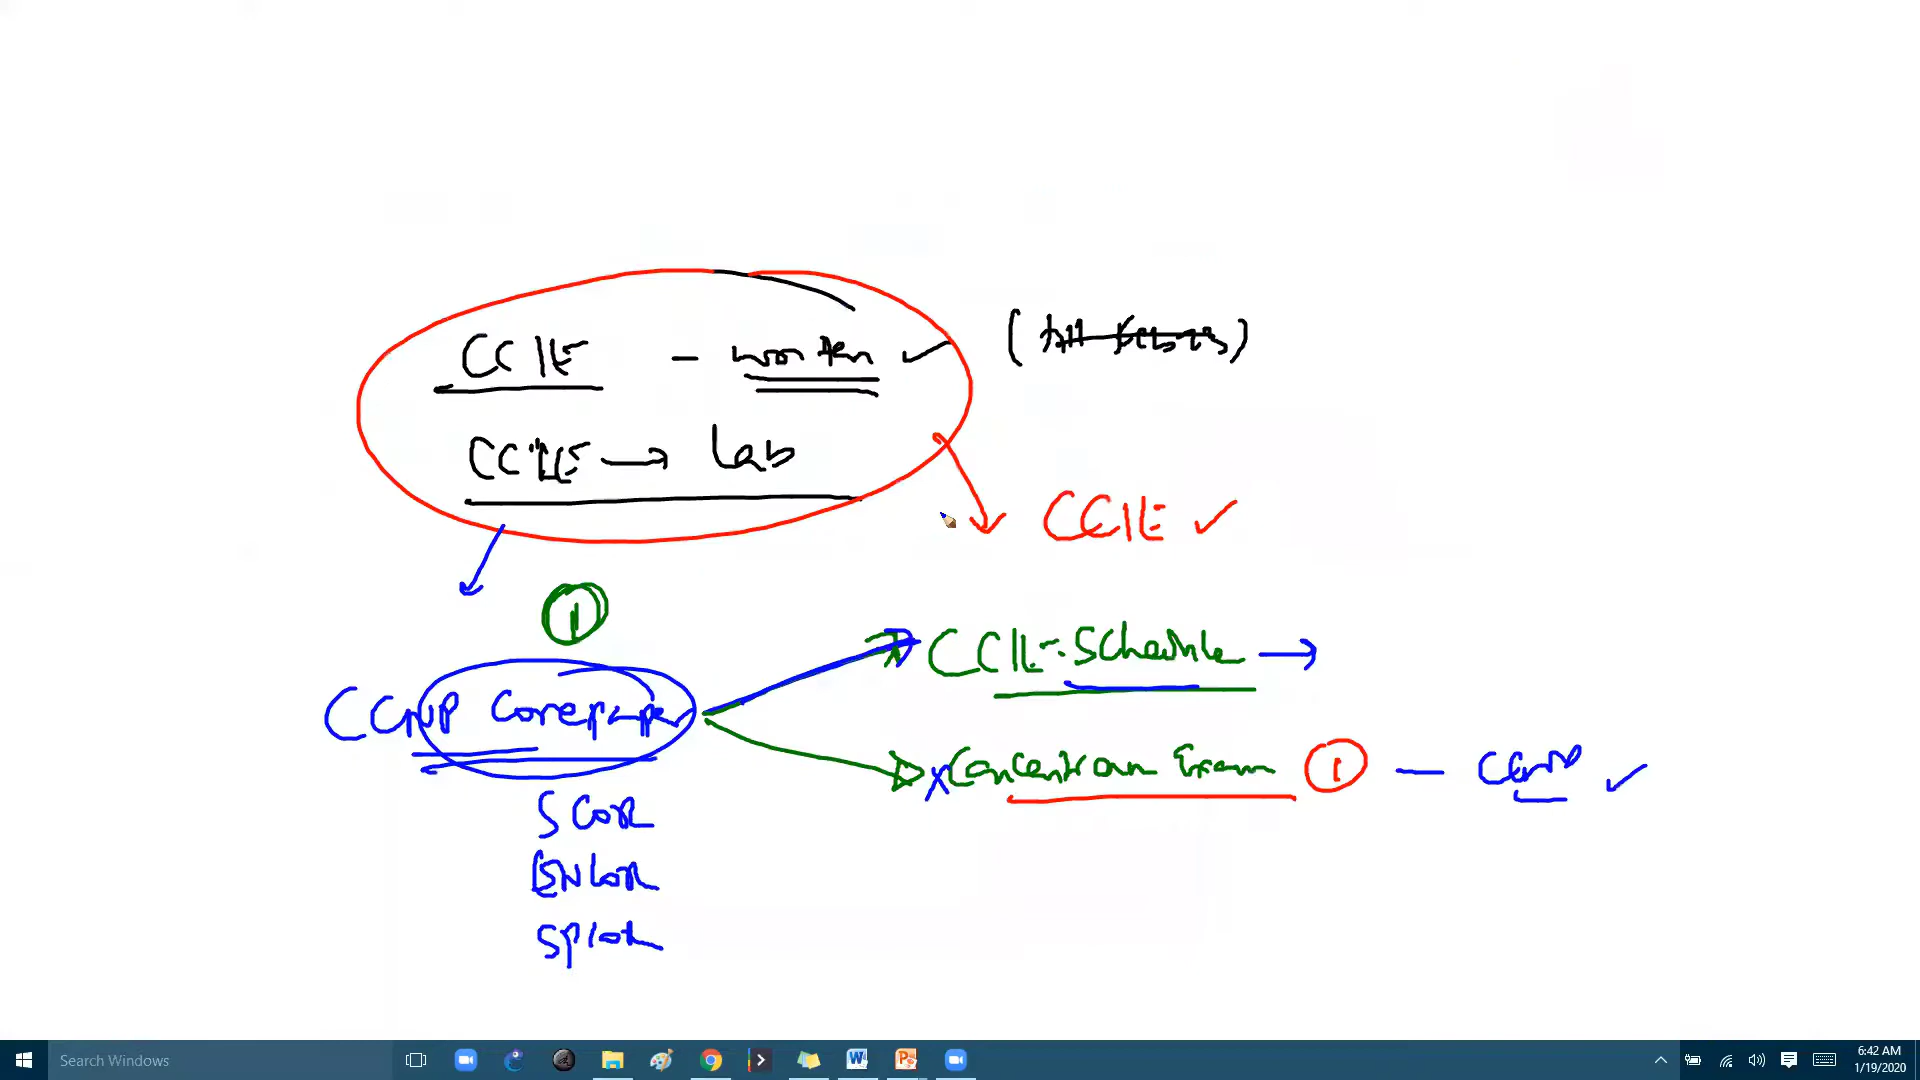 CCIE - written
CCIE → Lab
CCIE ✓
1
CCNP Core paper
CCIE - Schedule →
Concentration Exam 1 — CCNP ✓
SCOR
ENCOR
SPCOR
Search Windows
6:42 AM
1/19/2020